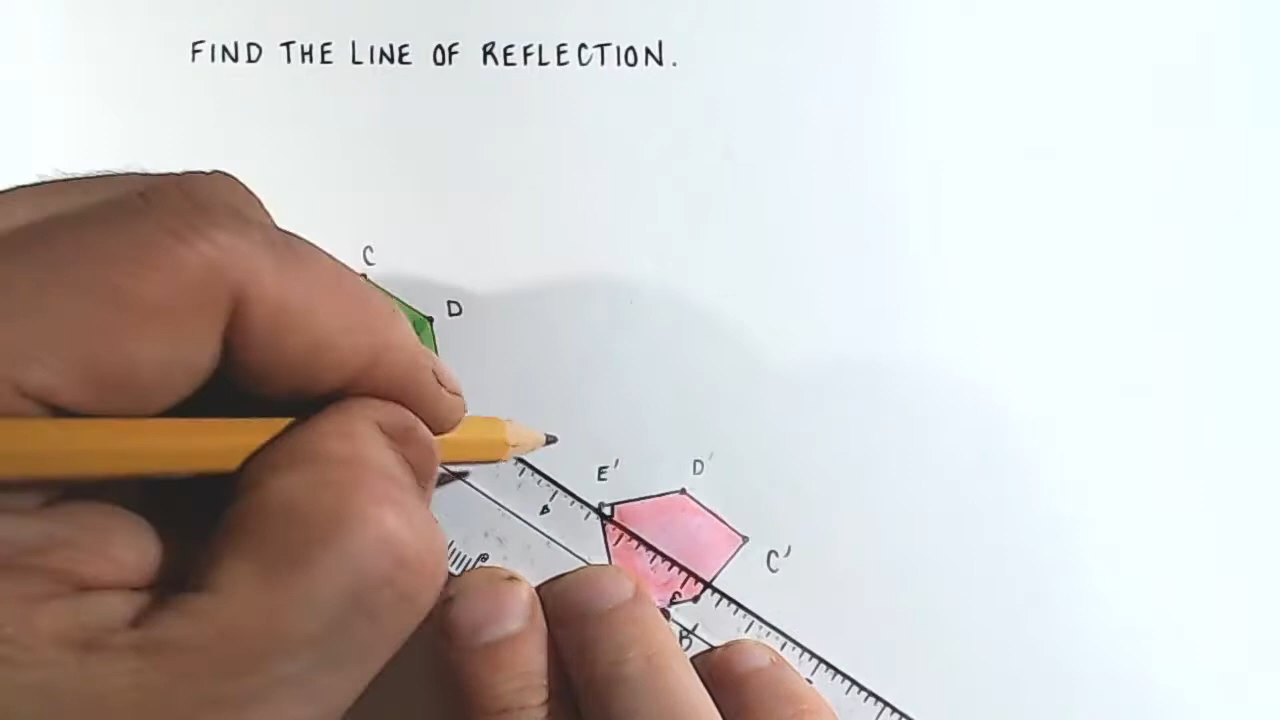 FIND THE LINE OF REFLECTION.
C
D
E'
D'
C'
B'